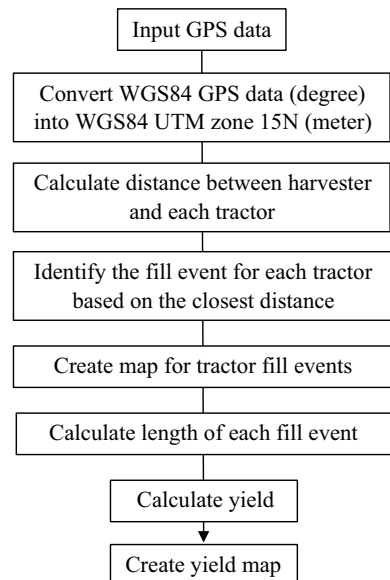 Input GPS data
Convert WGS84 GPS data (degree)
into WGS84 UTM zone 15N (meter)
Calculate distance between harvester
and each tractor
Identify the fill event for each tractor
based on the closest distance
Create map for tractor fill events
Calculate length of each fill event
Calculate yield
Create yield map